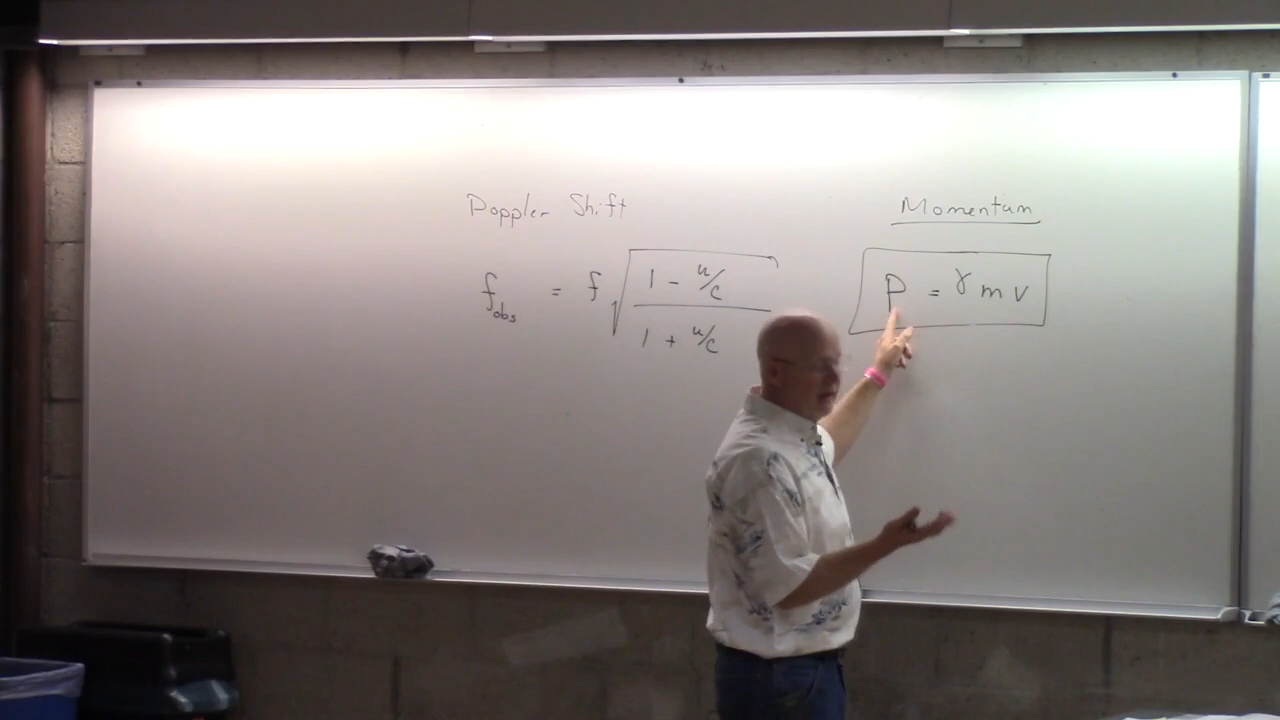 Doppler Shift
f_obs = f √((1 - u/c)/(1 + u/c))
Momentum
P = γ m v